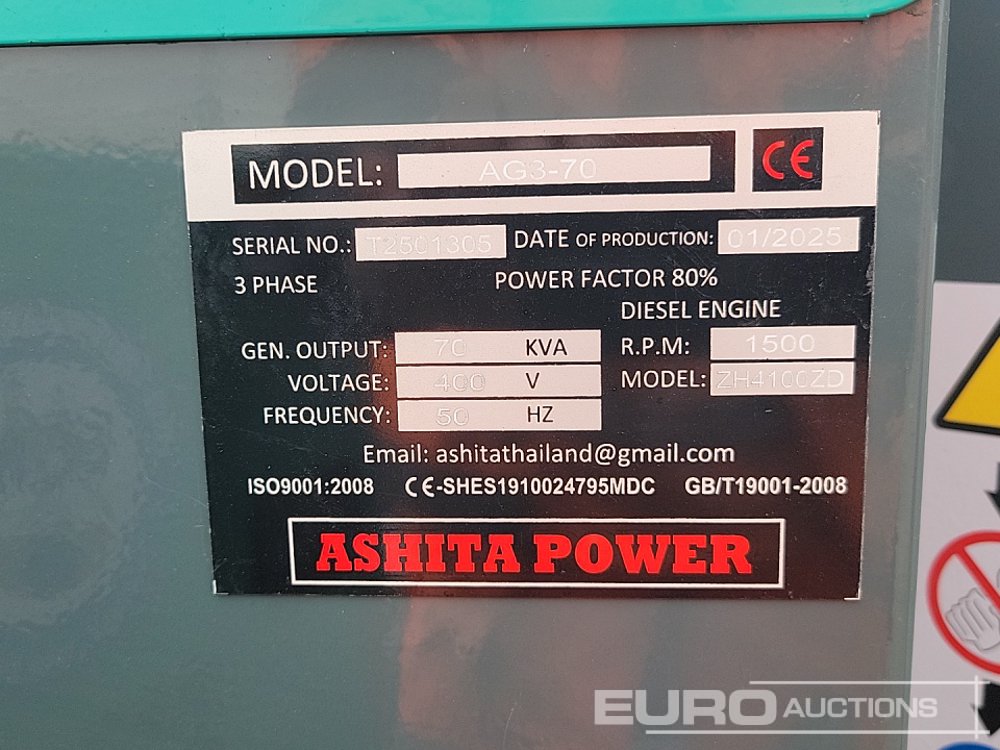 MODEL: AG3-70 CE
SERIAL NO.: T2501305 DATE OF PRODUCTION: 01/2025
3 PHASE POWER FACTOR 80%
DIESEL ENGINE
GEN. OUTPUT: 70 KVA R.P.M: 1500
VOLTAGE: 400 V MODEL: ZH4100ZD
FREQUENCY: 50 HZ
Email: ashitathailand@gmail.com
ISO9001:2008 CE-SHES1910024795MDC GB/T19001-2008
ASHITA POWER
EURO AUCTIONS